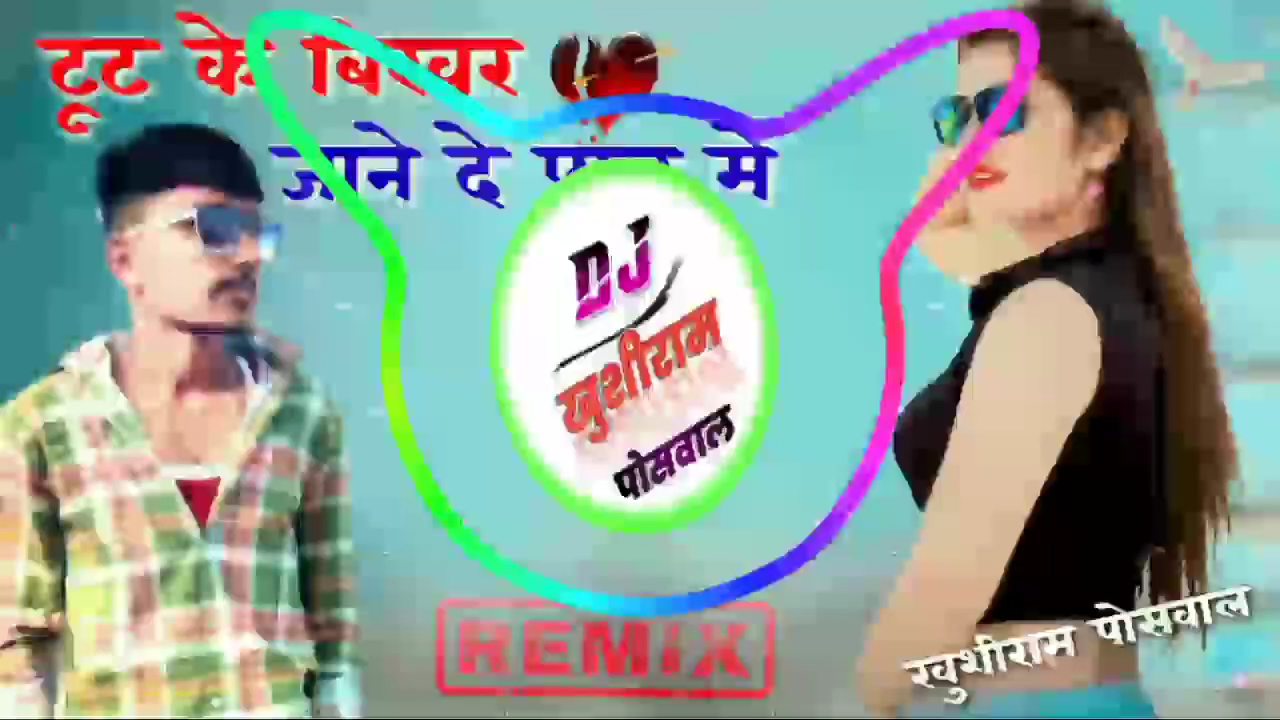 टूट के बिखर
जाने दे प्यार मे
DJ
खुशीराम
पोसवाल
REMIX
खुशीराम पोसवाल